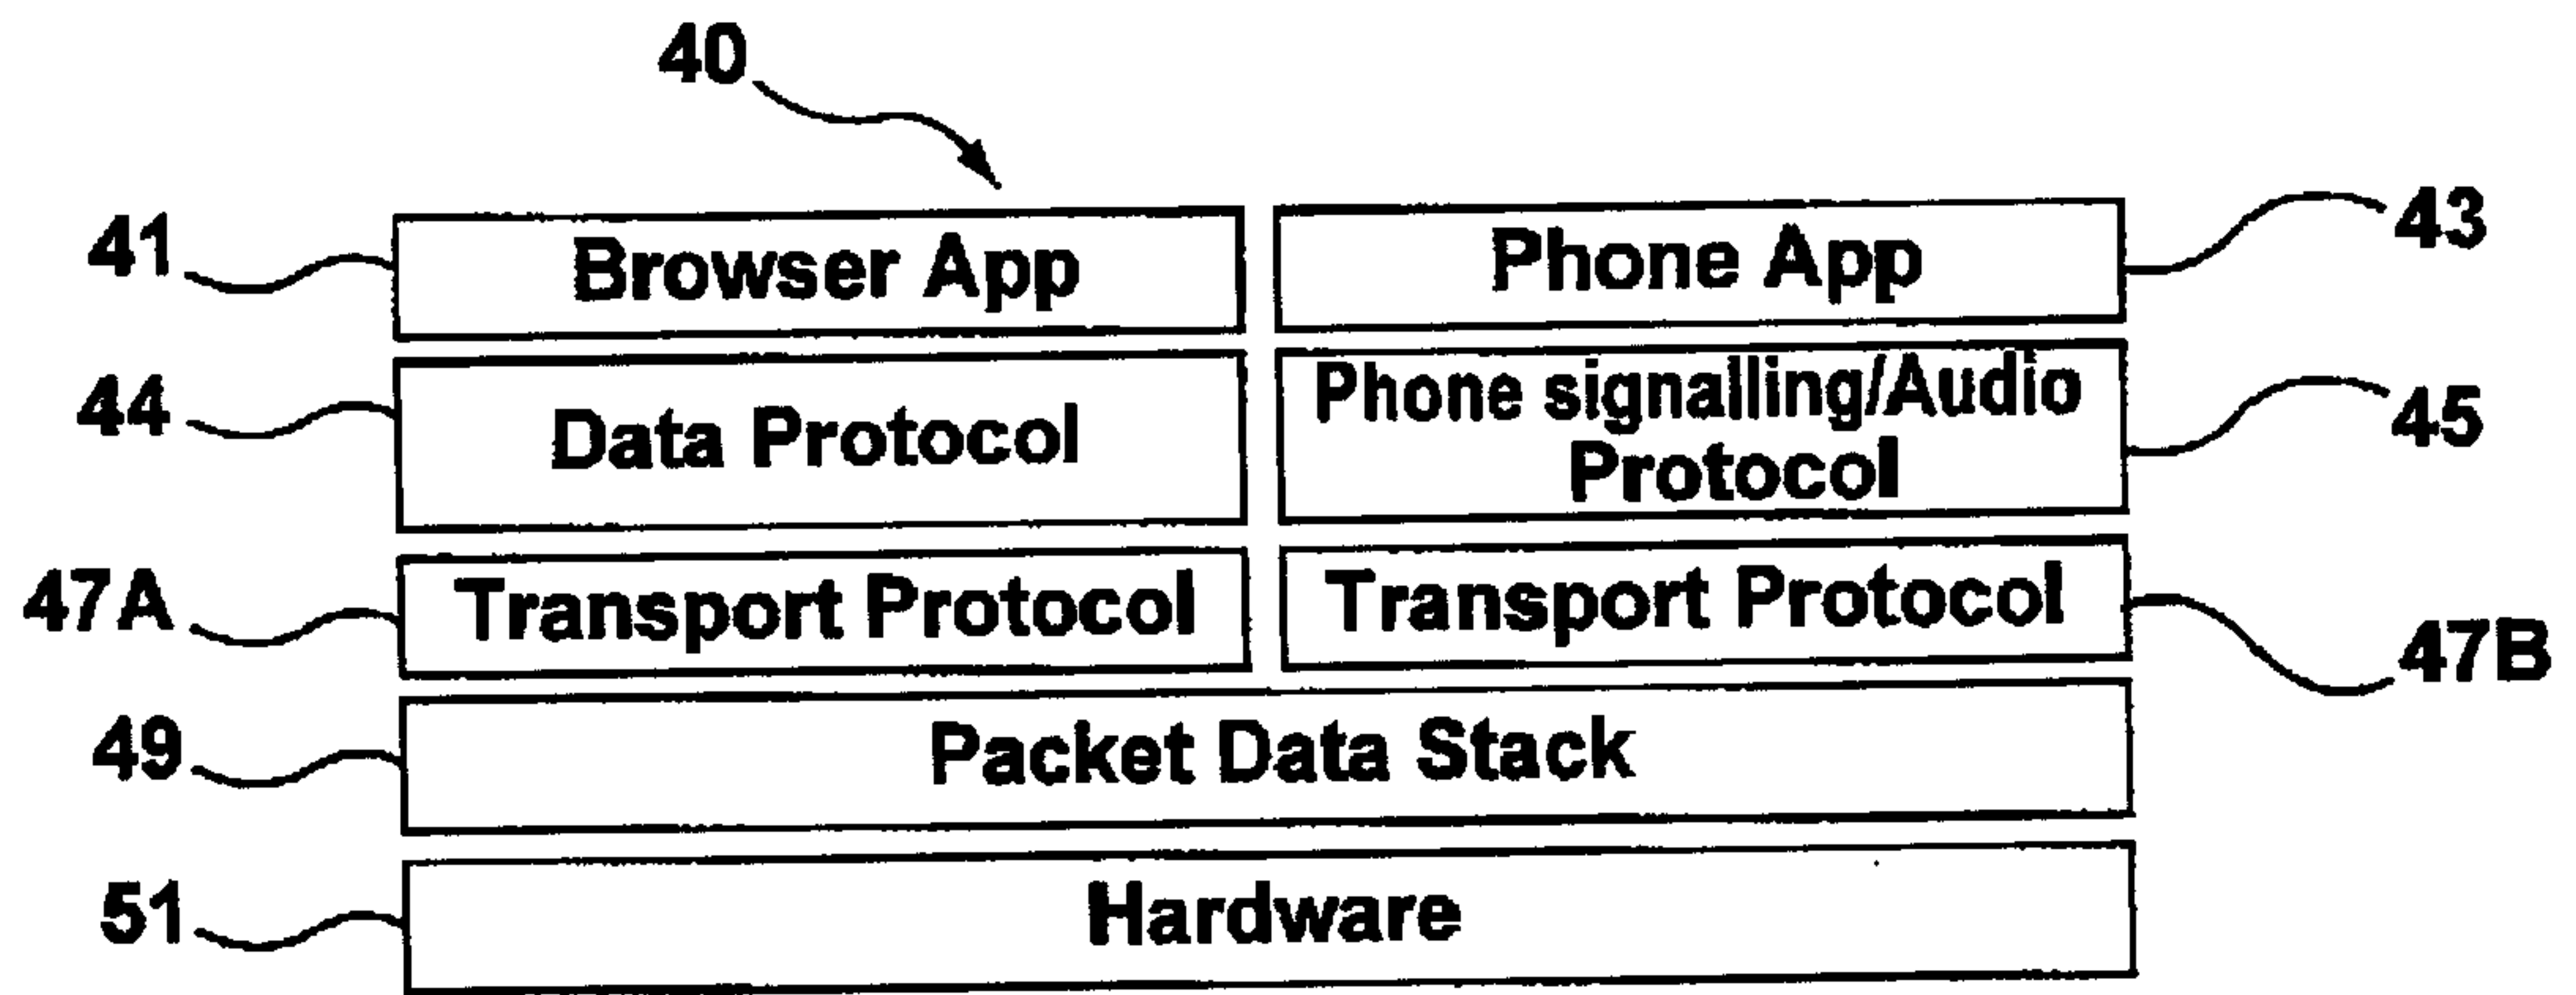 40
41
Browser App
Phone App
43
44
Data Protocol
Phone signalling/Audio
Protocol
45
47A
Transport Protocol
Transport Protocol
47B
49
Packet Data Stack
51
Hardware